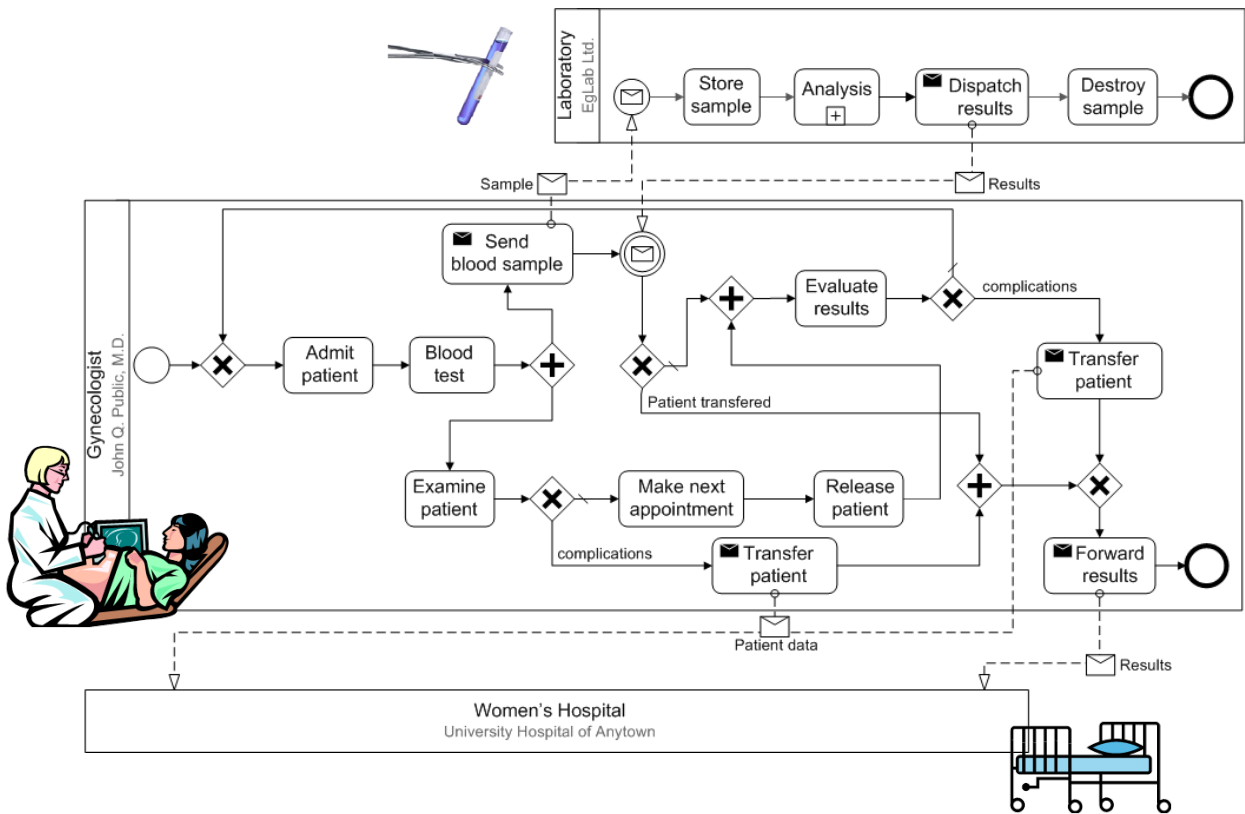 Laboratory
EgLab Ltd.
Store
sample
Analysis
Dispatch
results
Destroy
sample
Sample
Results
Gynecologist
John Q. Public, M.D.
Send
blood sample
Evaluate
results
complications
Admit
patient
Blood
test
Transfer
patient
Patient transfered
Examine
patient
Make next
appointment
Release
patient
complications
Transfer
patient
Forward
results
Patient data
Results
Women's Hospital
University Hospital of Anytown